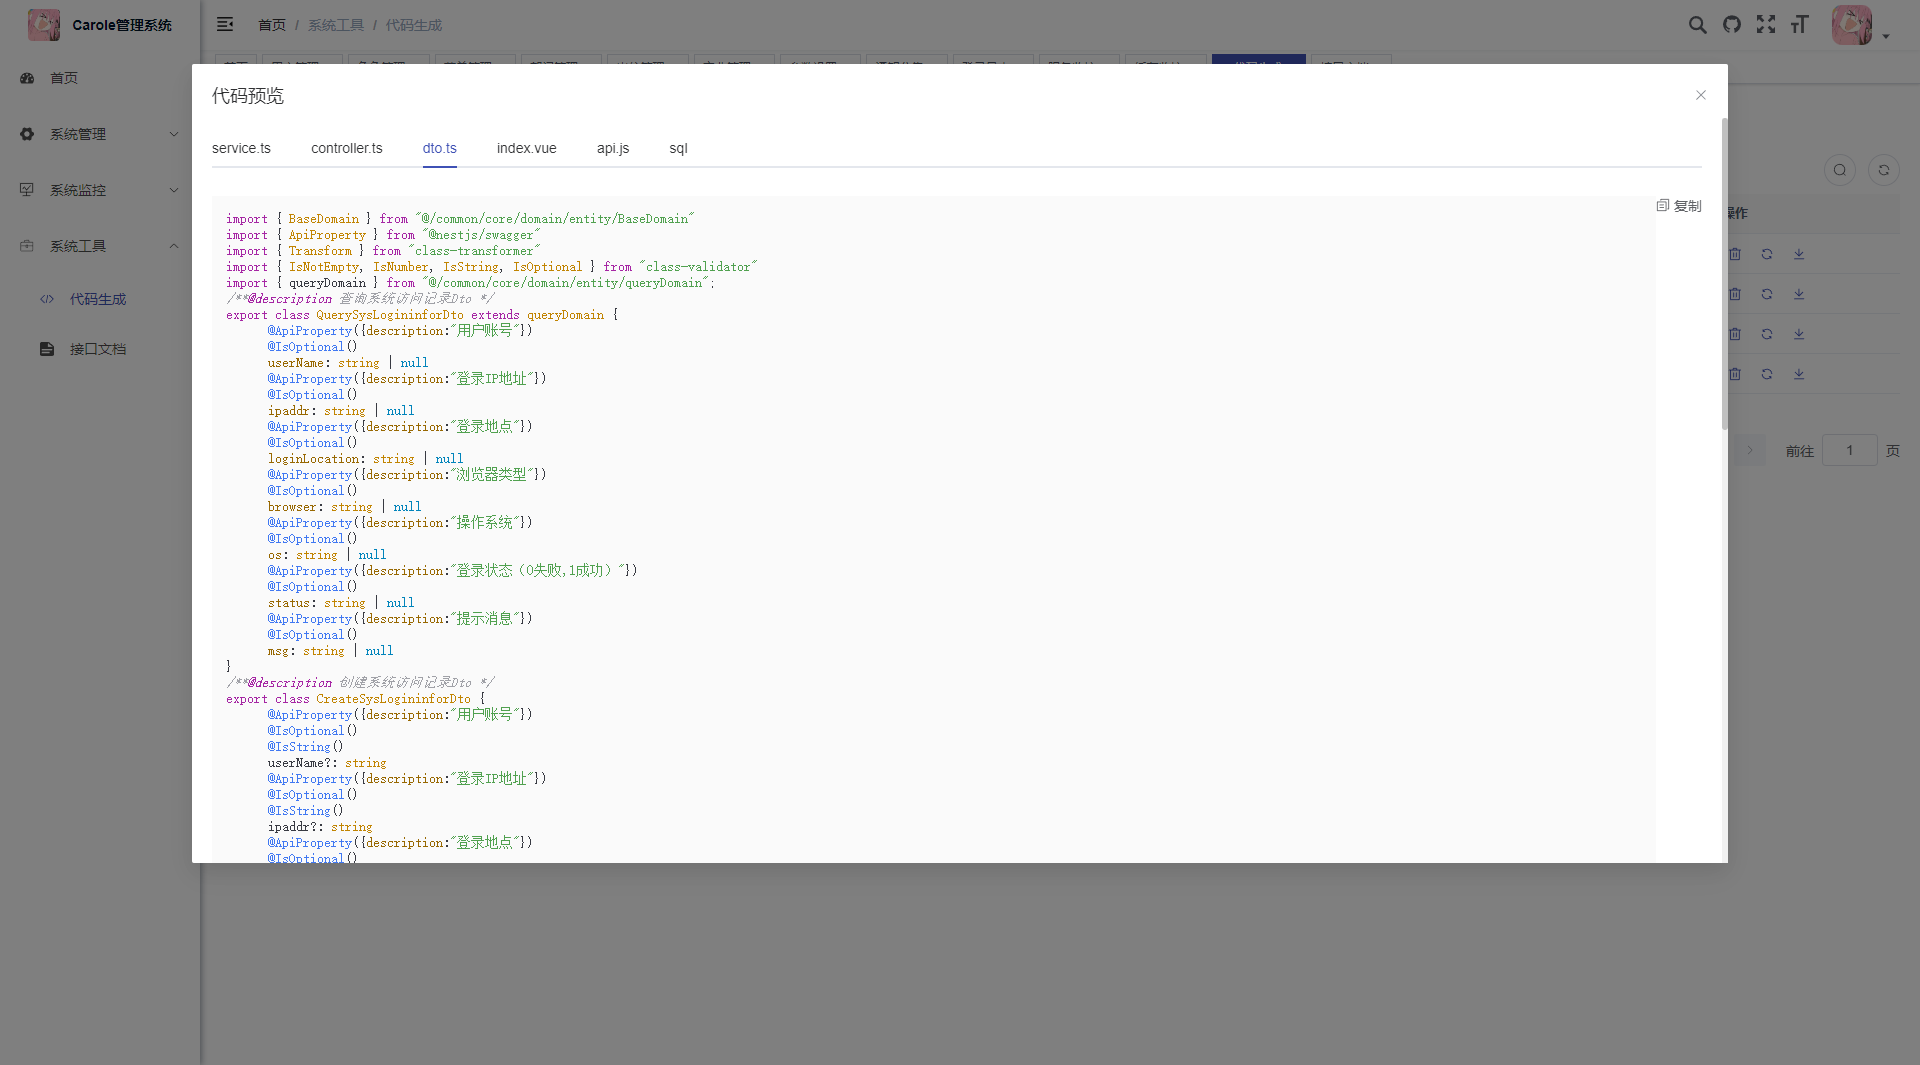 Carole管理系统
首页 / 系统工具 / 代码生成
首页
系统管理
系统监控
系统工具
代码生成
接口文档
代码预览
service.ts
controller.ts
dto.ts
index.vue
api.js
sql
复制
import { BaseDomain } from "@/common/core/domain/entity/BaseDomain"
import { ApiProperty } from "@nestjs/swagger"
import { Transform } from "class-transformer"
import { IsNotEmpty, IsNumber, IsString, IsOptional } from "class-validator"
import { queryDomain } from "@/common/core/domain/entity/queryDomain";
/**@description 查询系统访问记录Dto */
export class QuerySysLogininforDto extends queryDomain {
@ApiProperty({description:"用户账号"})
@IsOptional()
userName: string | null
@ApiProperty({description:"登录IP地址"})
@IsOptional()
ipaddr: string | null
@ApiProperty({description:"登录地点"})
@IsOptional()
loginLocation: string | null
@ApiProperty({description:"浏览器类型"})
@IsOptional()
browser: string | null
@ApiProperty({description:"操作系统"})
@IsOptional()
os: string | null
@ApiProperty({description:"登录状态（0失败,1成功）"})
@IsOptional()
status: string | null
@ApiProperty({description:"提示消息"})
@IsOptional()
msg: string | null
}
/**@description 创建系统访问记录Dto */
export class CreateSysLogininforDto {
@ApiProperty({description:"用户账号"})
@IsOptional()
@IsString()
userName?: string
@ApiProperty({description:"登录IP地址"})
@IsOptional()
@IsString()
ipaddr?: string
@ApiProperty({description:"登录地点"})
@IsOptional()
操作
前往 1 页